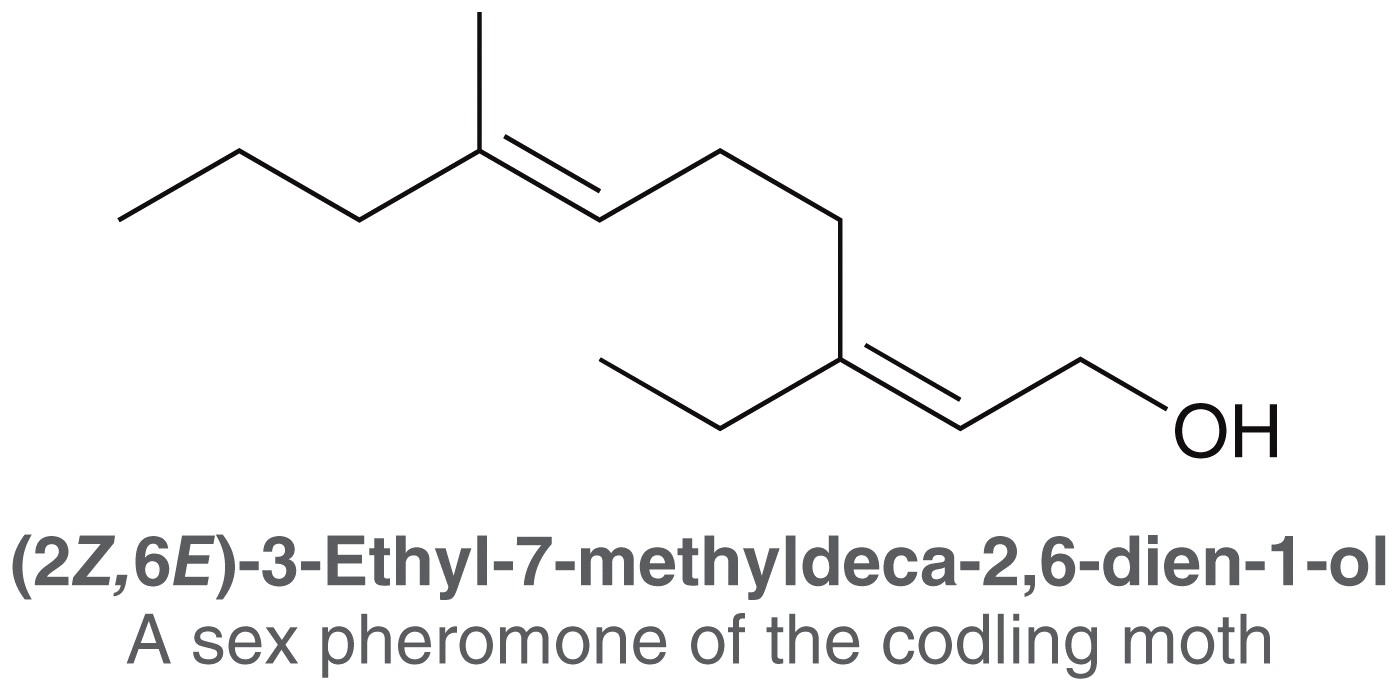 OH
(2Z,6E)-3-Ethyl-7-methyldeca-2,6-dien-1-ol
A sex pheromone of the codling moth